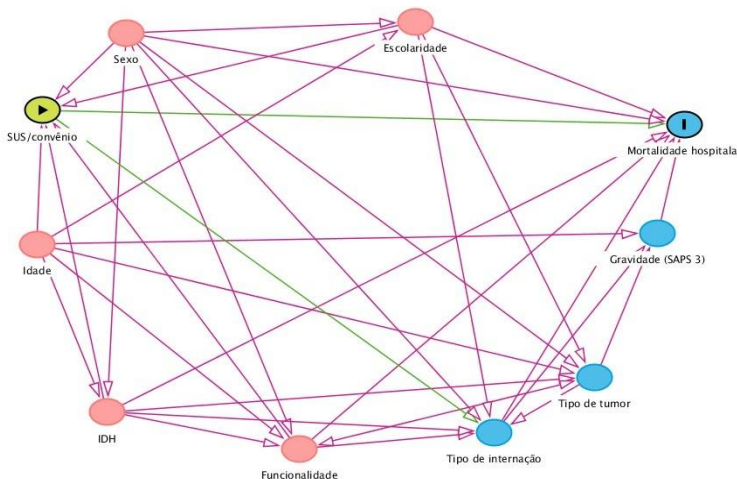 Sexo
Escolaridade
SUS/convênio
Mortalidade hospitala
Idade
Gravidade (SAPS 3)
Tipo de tumor
IDH
Tipo de internação
Funcionalidade